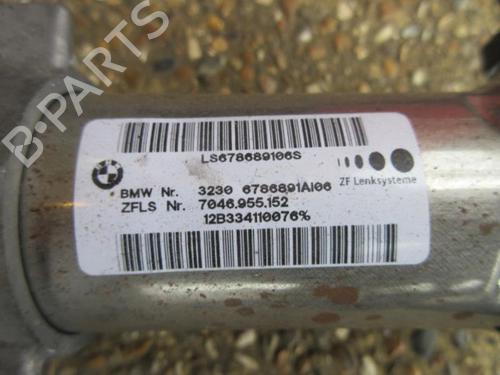 LS678689106S
BMW Nr. 3230 6786891AI06
ZF Lenksysteme
ZFLS Nr. 7046.955.152
12B334110076%
B-PARTS